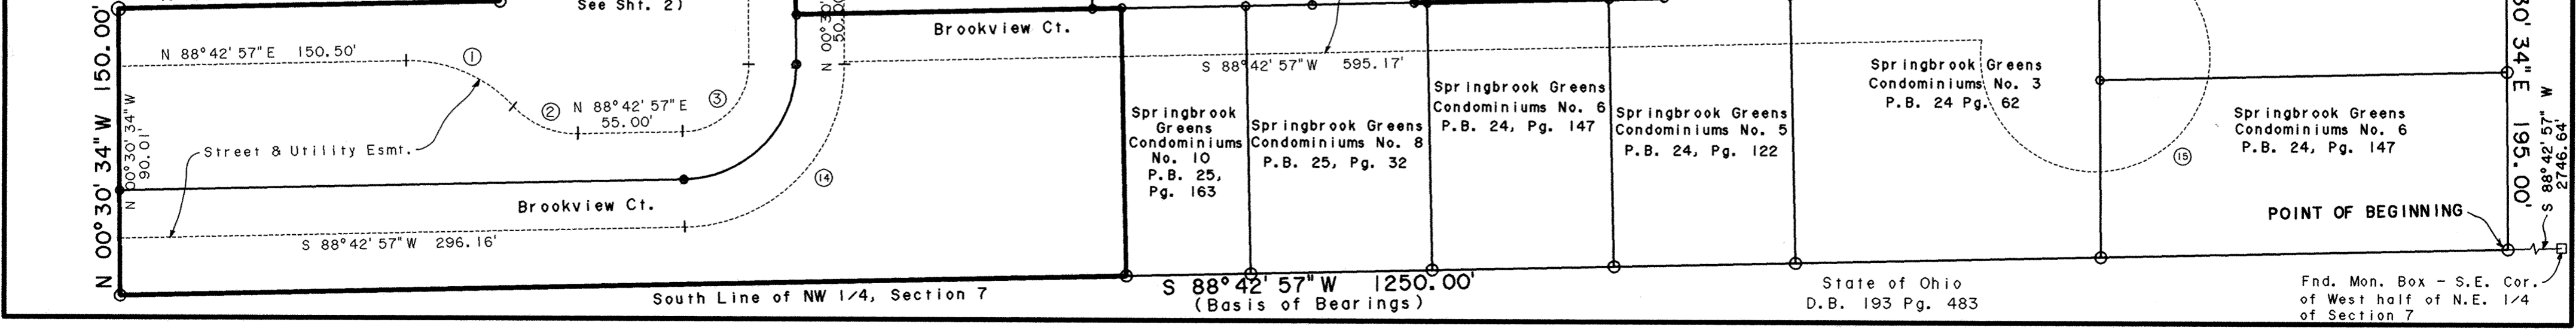 See Sht. 2)
N 00°30' 34"W 150.00'
N 88°42'57"E 150.50'
1
2
N 88°42'57"E
55.00'
3
N 00°30'34"W
90.01'
Street & Utility Esmt.
Brookview Ct.
S 88°42'57"W 296.16'
14
N 00°30'
50.
Brookview Ct.
S 88°42'57"W 595.17'
Springbrook
Greens
Condominiums
No. 10
P.B. 25,
Pg. 163
Springbrook Greens
Condominiums No. 8
P.B. 25, Pg. 32
Springbrook Greens
Condominiums No. 6
P.B. 24, Pg. 147
Springbrook Greens
Condominiums No. 5
P.B. 24, Pg. 122
Springbrook Greens
Condominiums No. 3
P.B. 24 Pg. 62
15
Springbrook Greens
Condominiums No. 6
P.B. 24, Pg. 147
30' 34"E 195.00'
S 88°42'57"W
2746.64'
POINT OF BEGINNING
South Line of NW 1/4, Section 7
S 88°42'57"W 1250.00'
(Basis of Bearings)
State of Ohio
D.B. 193 Pg. 483
Fnd. Mon. Box - S.E. Cor.
of West half of N.E. 1/4
of Section 7